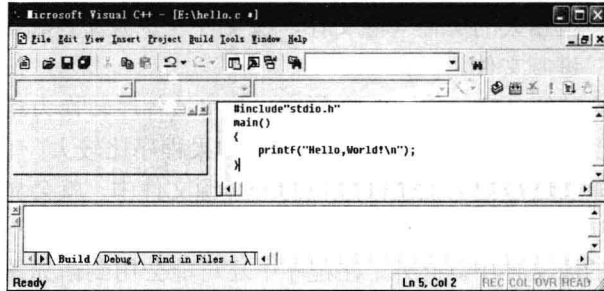 Microsoft Visual C++ - [E:\hello.c *]
File Edit View Insert Project Build Tools Window Help
#include"stdio.h"
main()
{
printf("Hello,World!\n");
}
Build Debug Find in Files 1
Ready Ln 5, Col 2 REC COL OVR READ